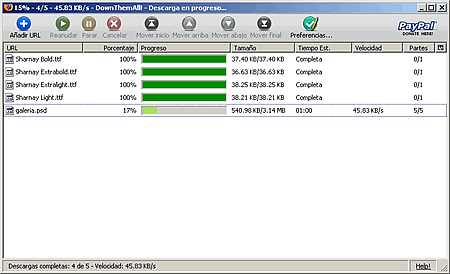 15% - 4/5 - 45.83 KB/s - DownThemAll! - Descarga en progreso...
Añadir URL Reanudar Parar Cancelar Mover inicio Mover arriba Mover abajo Mover final Preferencias... PayPal DONATE HERE!
URL Porcentaje Progreso Tamaño Tiempo Est. Velocidad Partes
Sharnay Bold.ttf 100% 37.40 KB/37.40 KB Completa 0/1
Sharnay Extrabold.ttf 100% 36.63 KB/36.63 KB Completa 0/1
Sharnay Extralight.ttf 100% 38.25 KB/38.25 KB Completa 0/1
Sharnay Light.ttf 100% 38.21 KB/38.21 KB Completa 0/1
galeria.psd 17% 540.98 KB/3.14 MB 01:00 45.83 KB/s 5/5
Descargas completas: 4 de 5 - Velocidad: 45.83 KB/s Help!